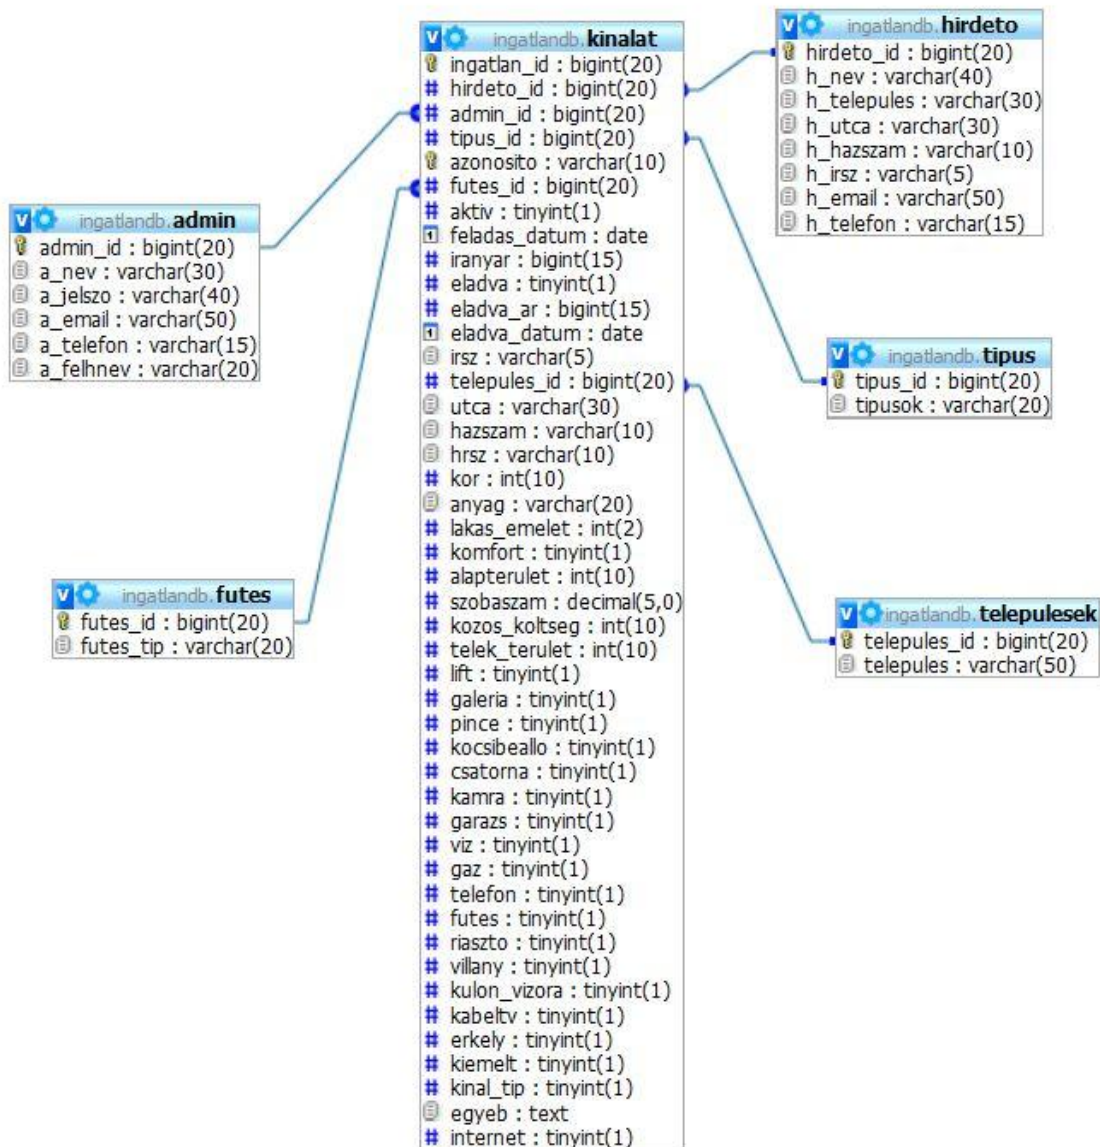 ingatlandb.kinalat
ingatlan_id : bigint(20)
hirdeto_id : bigint(20)
admin_id : bigint(20)
tipus_id : bigint(20)
azonosito : varchar(10)
futes_id : bigint(20)
aktiv : tinyint(1)
feladas_datum : date
iranyar : bigint(15)
eladva : tinyint(1)
eladva_ar : bigint(15)
eladva_datum : date
irsz : varchar(5)
telepules_id : bigint(20)
utca : varchar(30)
hazszam : varchar(10)
hrsz : varchar(10)
kor : int(10)
anyag : varchar(20)
lakas_emelet : int(2)
komfort : tinyint(1)
alapterulet : int(10)
szobaszam : decimal(5,0)
kozos_koltseg : int(10)
telek_terulet : int(10)
lift : tinyint(1)
galeria : tinyint(1)
pince : tinyint(1)
kocsibeallo : tinyint(1)
csatorna : tinyint(1)
kamra : tinyint(1)
garazs : tinyint(1)
viz : tinyint(1)
gaz : tinyint(1)
telefon : tinyint(1)
futes : tinyint(1)
riaszto : tinyint(1)
villany : tinyint(1)
kulon_vizora : tinyint(1)
kabeltv : tinyint(1)
erkely : tinyint(1)
kiemelt : tinyint(1)
kinal_tip : tinyint(1)
egyeb : text
internet : tinyint(1)
ingatlandb.hirdeto
hirdeto_id : bigint(20)
h_nev : varchar(40)
h_telepules : varchar(30)
h_utca : varchar(30)
h_hazszam : varchar(10)
h_irsz : varchar(5)
h_email : varchar(50)
h_telefon : varchar(15)
ingatlandb.admin
admin_id : bigint(20)
a_nev : varchar(30)
a_jelszo : varchar(40)
a_email : varchar(50)
a_telefon : varchar(15)
a_felhnev : varchar(20)
ingatlandb.tipus
tipus_id : bigint(20)
tipusok : varchar(20)
ingatlandb.futes
futes_id : bigint(20)
futes_tip : varchar(20)
ingatlandb.telepulesek
telepules_id : bigint(20)
telepules : varchar(50)